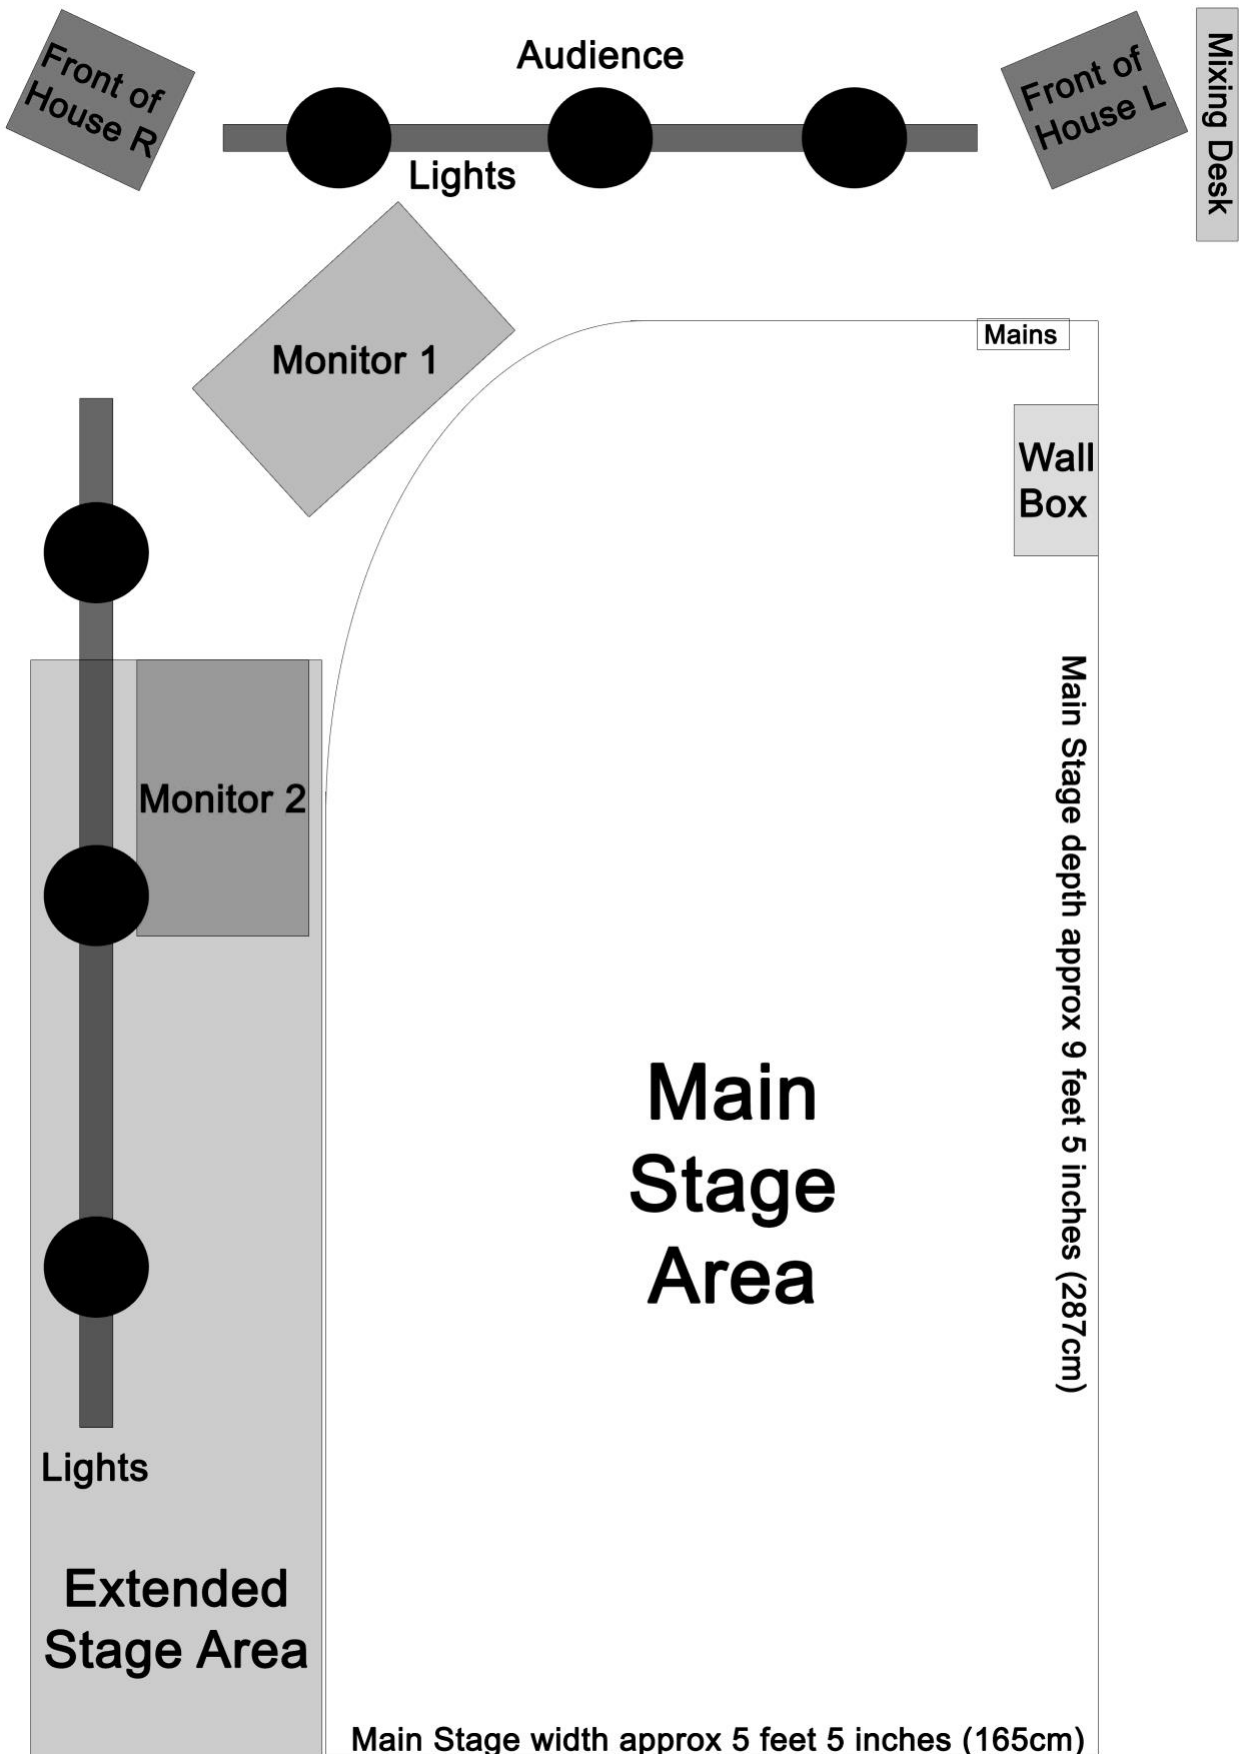 Front of
House R
Audience
Lights
Front of
House L
Mixing Desk
Monitor 1
Mains
Wall
Box
Monitor 2
Main Stage depth approx 9 feet 5 inches (287cm)
Main
Stage
Area
Lights
Extended
Stage Area
Main Stage width approx 5 feet 5 inches (165cm)